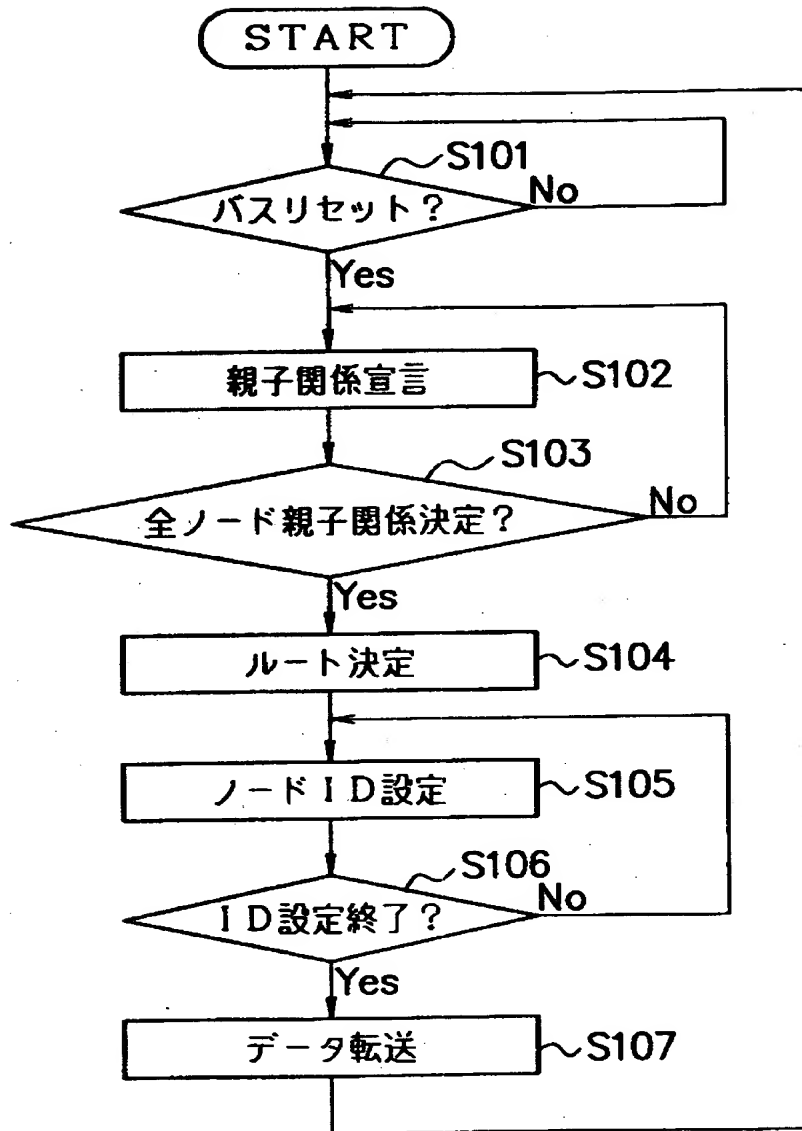 START
S101
バスリセット？
No
Yes
親子関係宣言
S102
S103
全ノード親子関係決定？
No
Yes
ルート決定
S104
ノードＩＤ設定
S105
S106
ＩＤ設定終了？
No
Yes
データ転送
S107